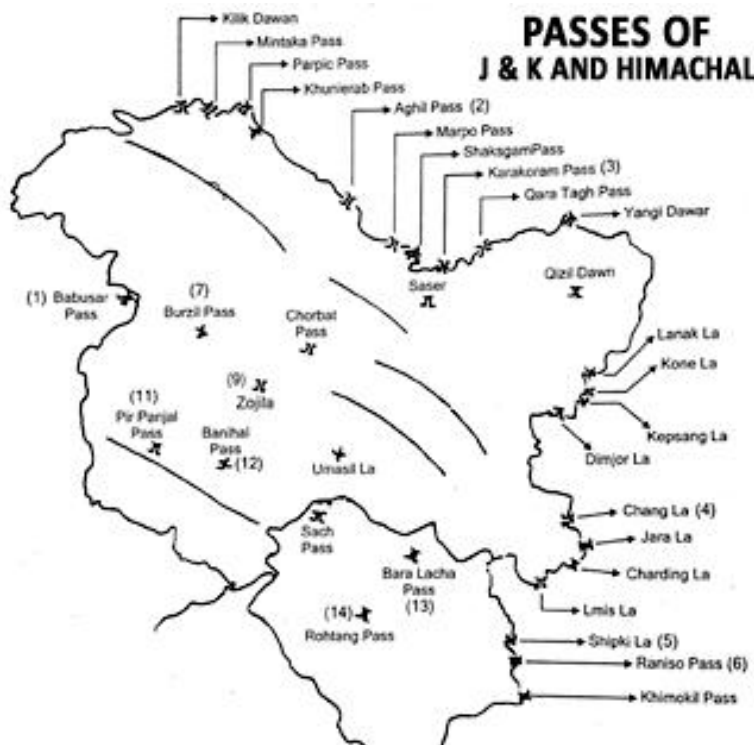 PASSES OF
J & K AND HIMACHAL
Kilik Dawan
Mintaka Pass
Parpic Pass
Khunierab Pass
Aghil Pass (2)
Marpo Pass
ShaksgamPass
Karakoram Pass (3)
Qara Tagh Pass
Yangi Dawar
Saser
Qizil Dawn
(1) Babusar
Pass
(7)
Burzil Pass
Chorbat
Pass
Lanak La
Kone La
Kepsang La
Dimjor La
(9)
Zojila
(11)
Pir Panjal
Pass
Banihal
Pass
(12)
Umasil La
Chang La (4)
Jara La
Charding La
Lmis La
Sach
Pass
Bara Lacha
Pass
(13)
(14)
Rohtang Pass
Shipki La (5)
Raniso Pass (6)
Khimokil Pass